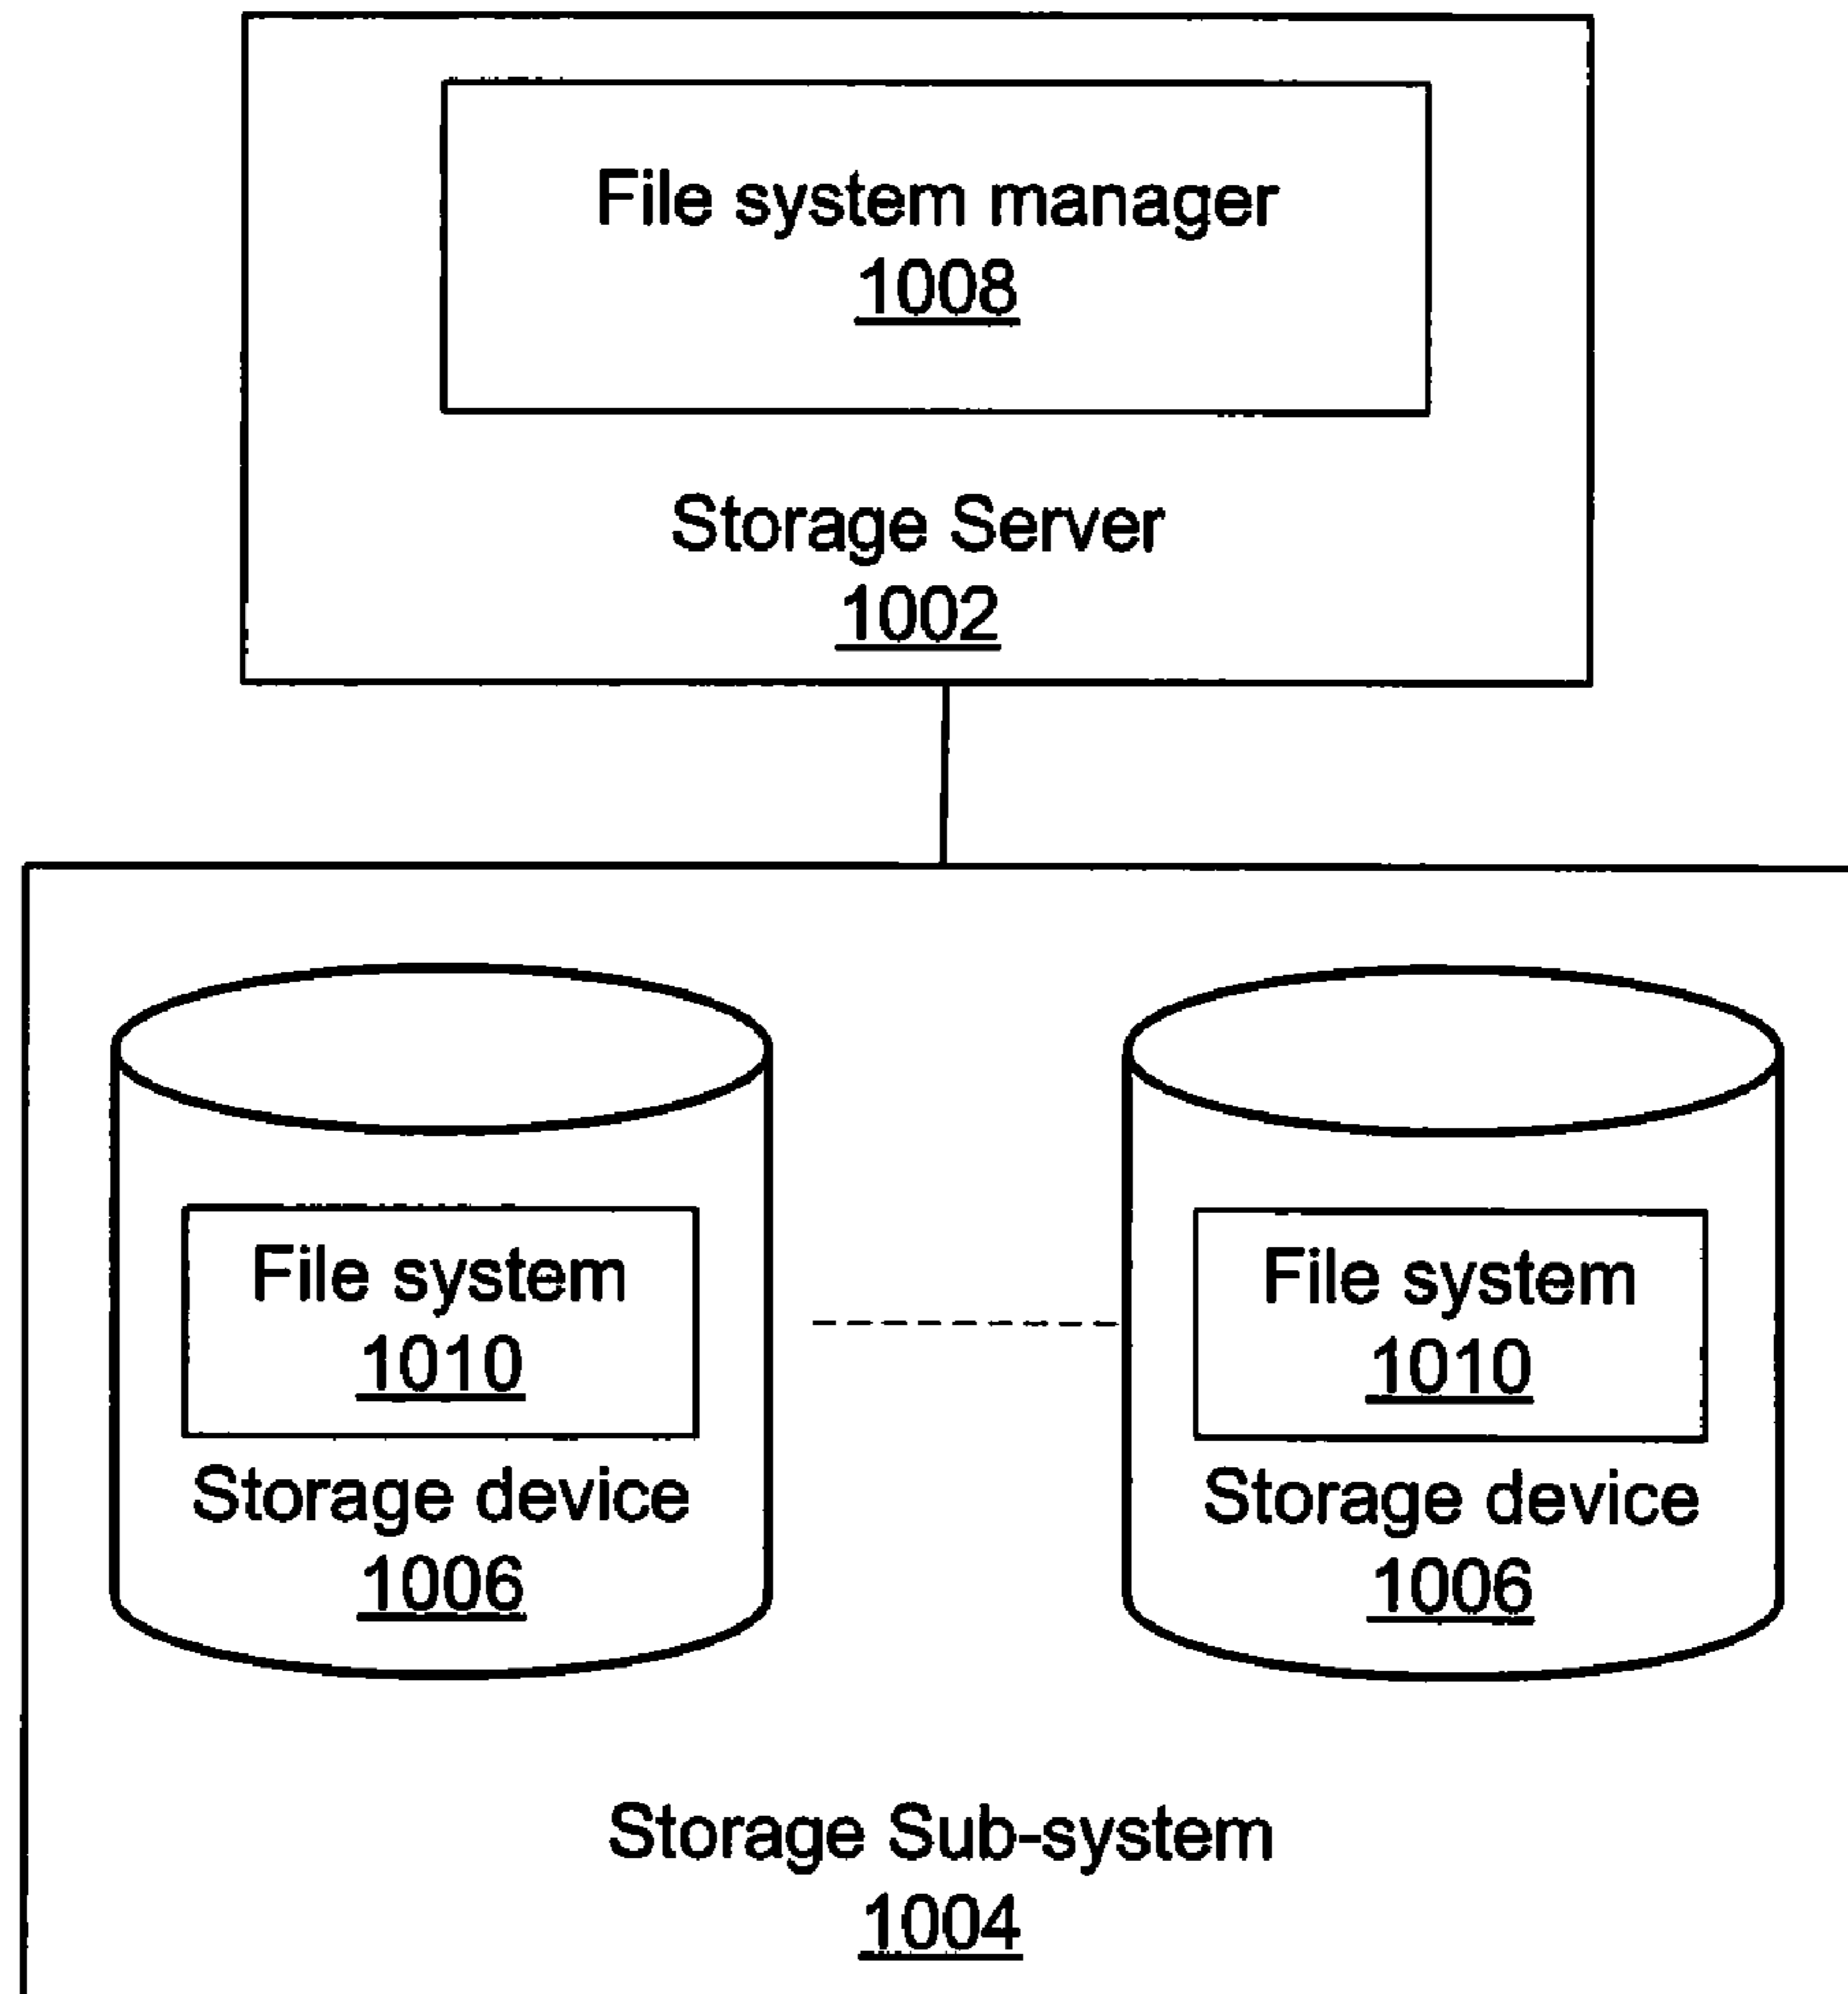 File system manager
1008
Storage Server
1002
File system
1010
Storage device
1006
File system
1010
Storage device
1006
Storage Sub-system
1004